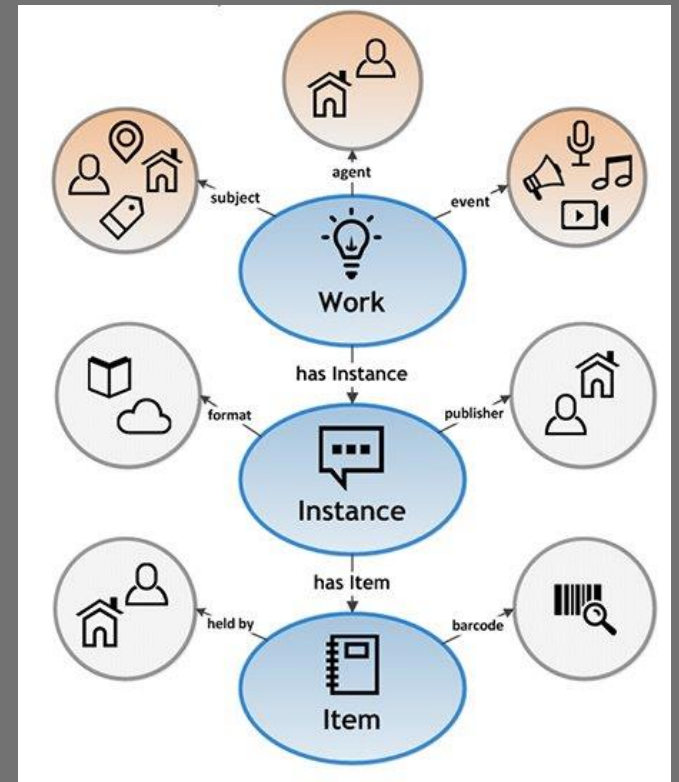 agent
subject
event
Work
has Instance
format
publisher
Instance
has Item
held by
barcode
Item